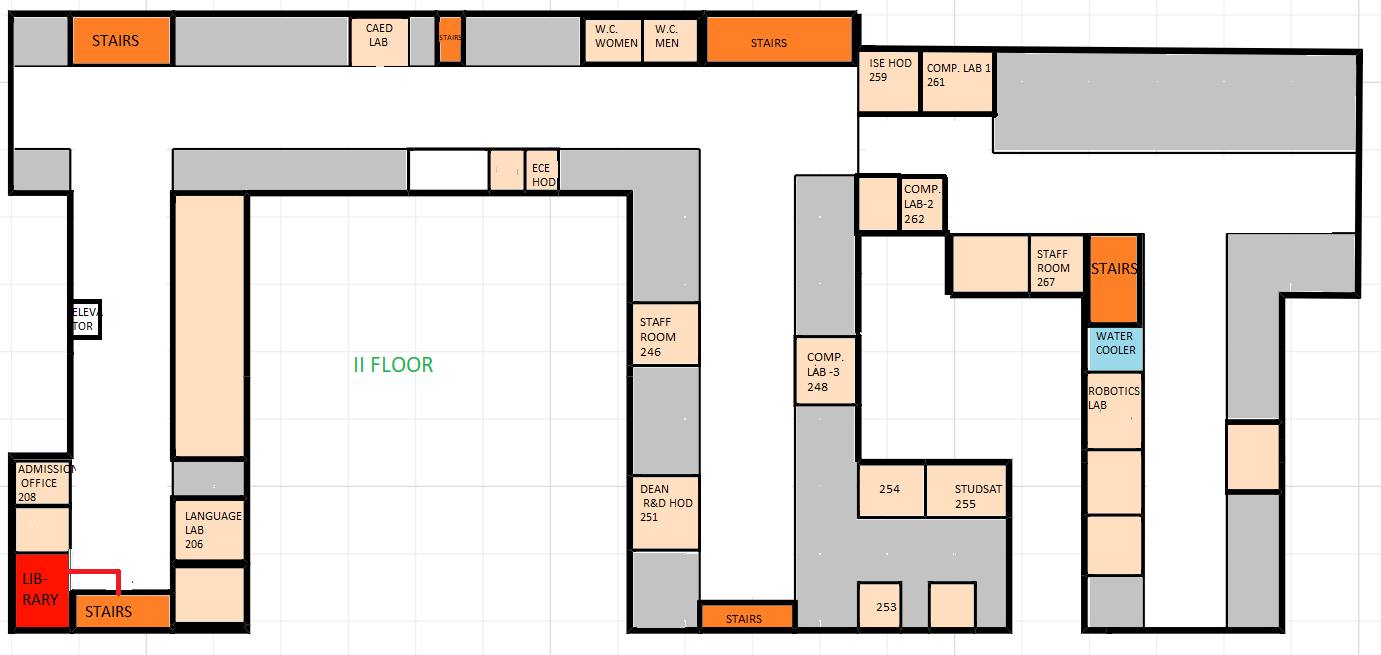 STAIRS
CAED
LAB
STAIRS
W.C.
WOMEN
W.C.
MEN
STAIRS
ISE HOD
259
COMP. LAB 1
261
ECE
HOD
COMP.
LAB-2
262
STAFF
ROOM
267
STAIRS
ELEVA
TOR
STAFF
ROOM
246
WATER
COOLER
II FLOOR
COMP.
LAB -3
248
ROBOTICS
LAB
ADMISSION
OFFICE
208
LANGUAGE
LAB
206
DEAN
R&D HOD
251
254
STUDSAT
255
LIB-
RARY
STAIRS
STAIRS
253